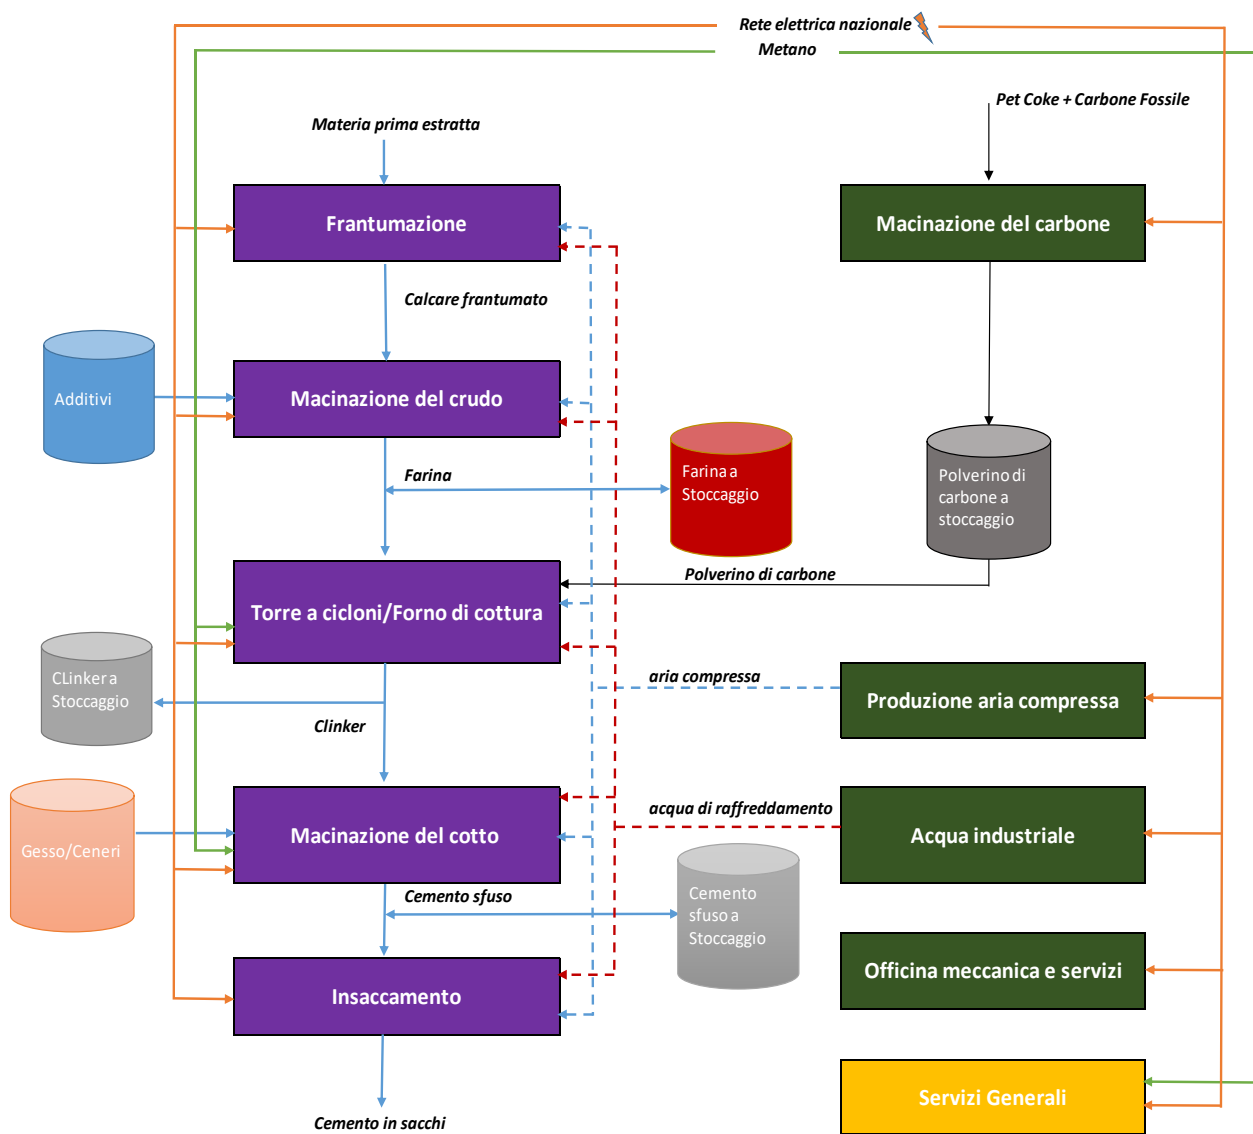 Rete elettrica nazionale
Metano
Pet Coke + Carbone Fossile
Materia prima estratta
Frantumazione
Macinazione del carbone
Calcare frantumato
Additivi
Macinazione del crudo
Farina
Farina a
Stoccaggio
Polverino di
carbone a
stoccaggio
Polverino di carbone
Torre a cicloni/Forno di cottura
CLinker a
Stoccaggio
aria compressa
Produzione aria compressa
Clinker
acqua di raffreddamento
Macinazione del cotto
Acqua industriale
Gesso/Ceneri
Cemento sfuso
Cemento
sfuso a
Stoccaggio
Officina meccanica e servizi
Insaccamento
Servizi Generali
Cemento in sacchi